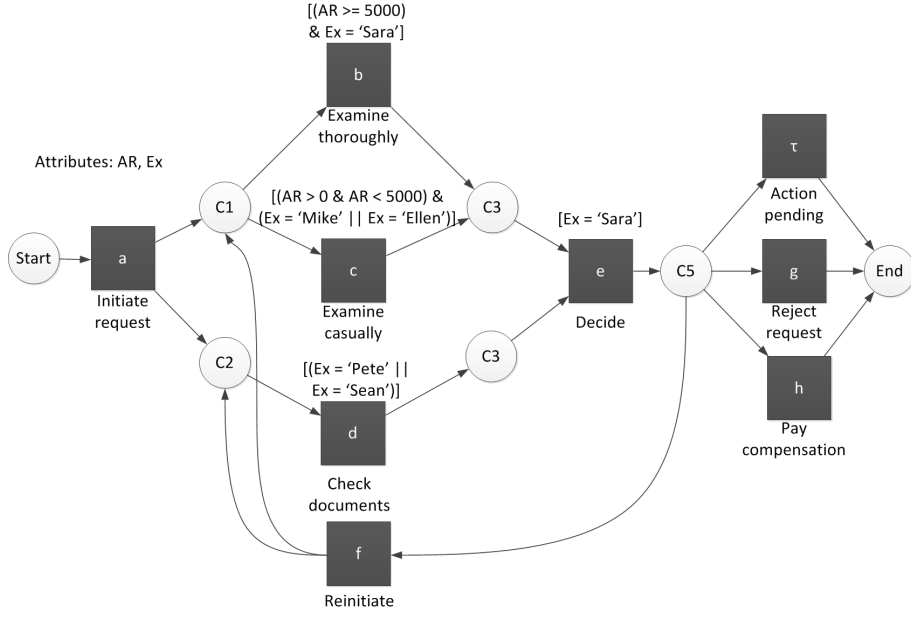 [(AR >= 5000)
& Ex = ‘Sara’]
b
Examine
thoroughly
Attributes: AR, Ex
τ
Action
pending
C1
[(AR > 0 & AR < 5000) &
(Ex = ‘Mike’ || Ex = ‘Ellen’)]
C3
[Ex = ‘Sara’]
Start
a
Initiate
request
c
Examine
casually
e
Decide
C5
g
Reject
request
End
C2
[(Ex = ‘Pete’ ||
Ex = ‘Sean’)]
C3
d
Check
documents
h
Pay
compensation
f
Reinitiate